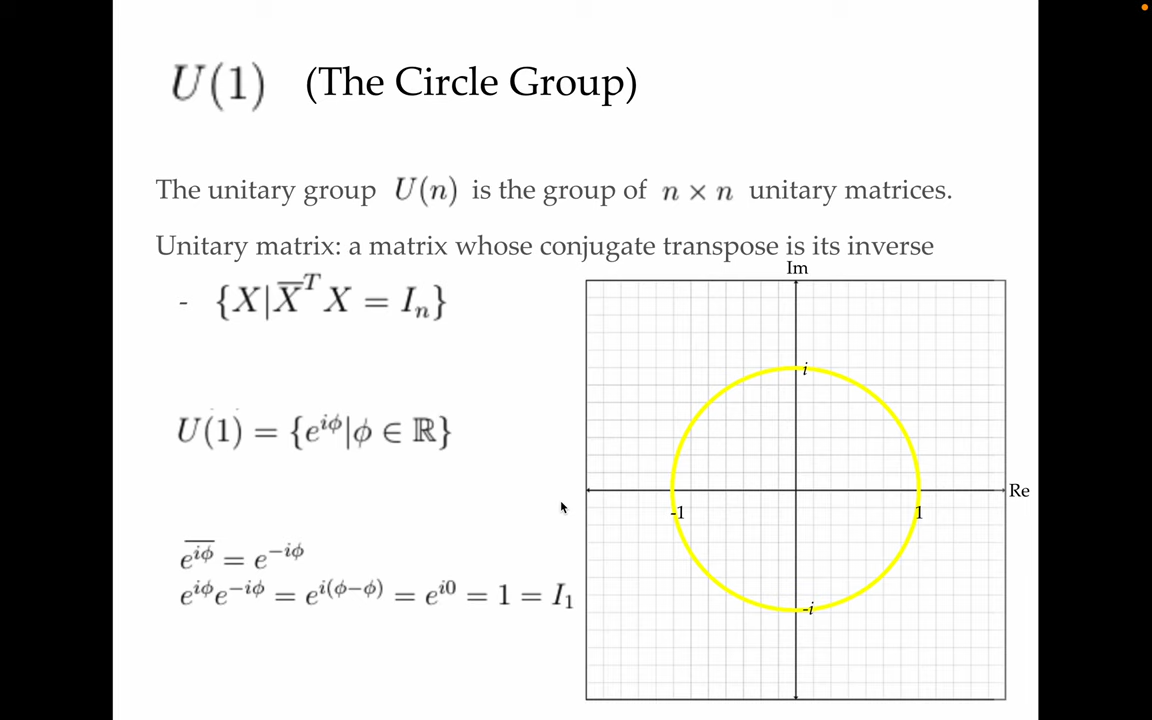 U(1) (The Circle Group)
The unitary group U(n) is the group of n × n unitary matrices.
Unitary matrix: a matrix whose conjugate transpose is its inverse
- {X|X̅ᵀX = Iₙ}
U(1) = {e^{iϕ}|ϕ ∈ ℝ}
\overline{e^{iϕ}} = e^{-iϕ}
e^{iϕ}e^{-iϕ} = e^{i(ϕ-ϕ)} = e^{i0} = 1 = I₁
Im
i
Re
-1
1
-i